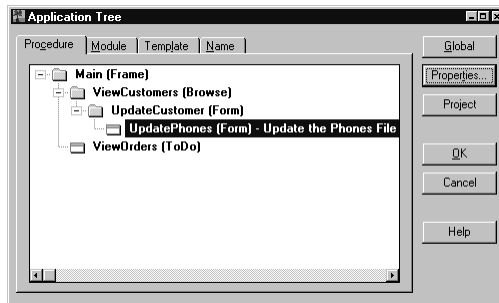 Application Tree
Procedure Module Template Name
Main (Frame)
ViewCustomers (Browse)
UpdateCustomer (Form)
UpdatePhones (Form) - Update the Phones File
ViewOrders (ToDo)
Global
Properties...
Project
OK
Cancel
Help